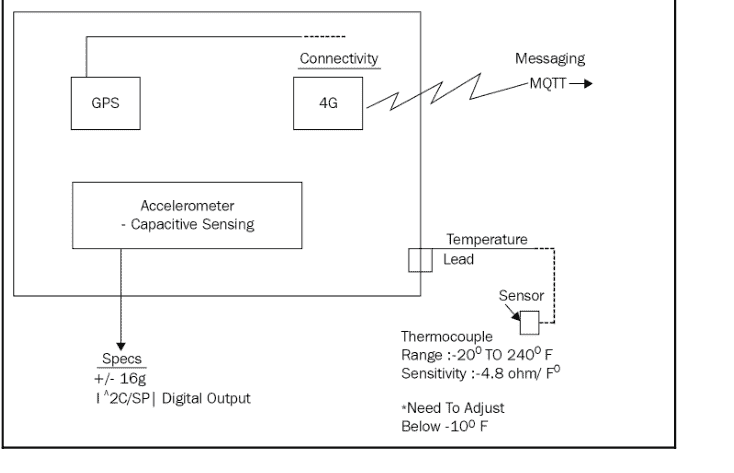 Connectivity
Messaging
GPS
4G
MQTT
Accelerometer
- Capacitive Sensing
Temperature
Lead
Sensor
Thermocouple
Range :-20⁰ TO 240⁰ F
Sensitivity :-4.8 ohm/ F⁰
*Need To Adjust
Below -10⁰ F
Specs
+/- 16g
I ^2C/SP| Digital Output